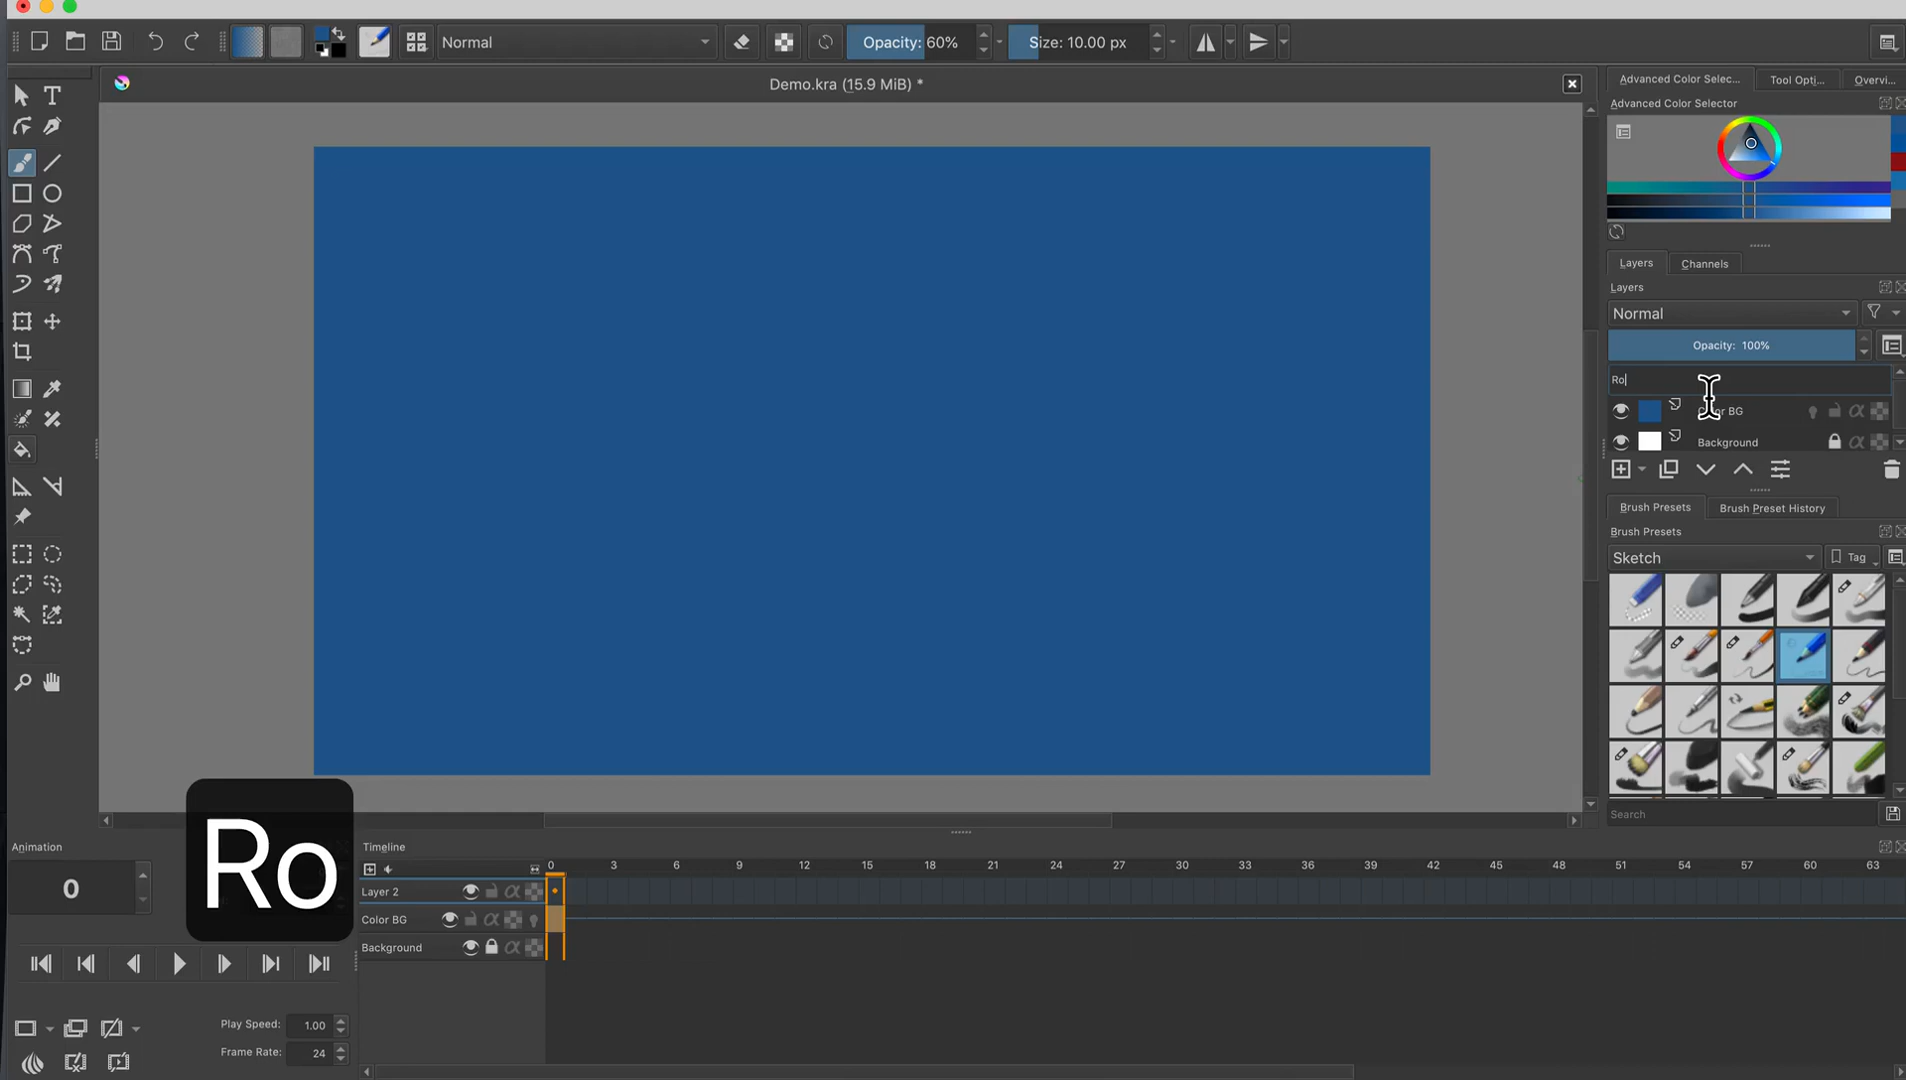 Normal
Opacity: 60%
Size: 10.00 px
Demo.kra (15.9 MiB) *
Advanced Color Selec...
Tool Opti...
Overvi...
Advanced Color Selector
Layers
Channels
Layers
Normal
Opacity: 100%
Ro
Color BG
Background
Brush Presets
Brush Preset History
Brush Presets
Sketch
Tag
Search
Ro
Animation
0
Timeline
0 3 6 9 12 15 18 21 24 27 30 33 36 39 42 45 48 51 54 57 60 63
Layer 2
Color BG
Background
Play Speed: 1.00
Frame Rate: 24